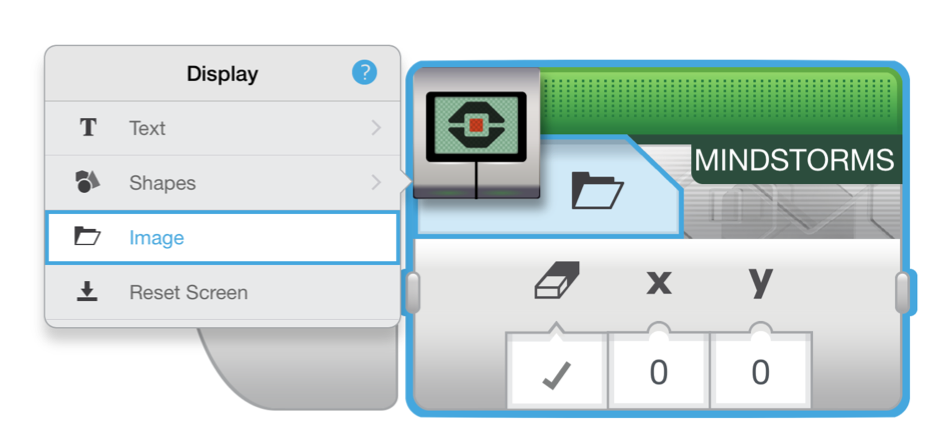 Display
?
T Text
Shapes
Image
Reset Screen
MINDSTORMS
x y
0 0